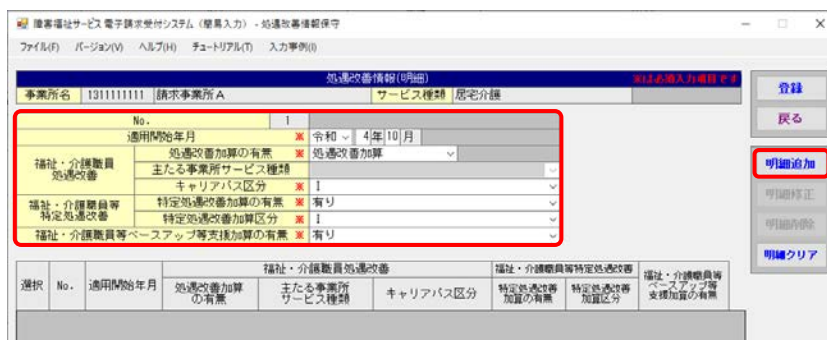 障害福祉サービス 電子請求受付システム（簡易入力） - 処遇改善情報保守
ファイル(F) バージョン(V) ヘルプ(H) チュートリアル(T) 入力事例(I)
処遇改善情報(明細) ※は必須入力項目です
事業所名 1311111111 請求事業所A サービス種類 居宅介護
登録
戻る
No. 1
適用開始年月 ※ 令和 4年10月
福祉・介護職員処遇改善 処遇改善加算の有無 ※ 処遇改善加算
主たる事業所サービス種類
キャリアパス区分 ※ Ⅰ
福祉・介護職員等特定処遇改善 特定処遇改善加算の有無 ※ 有り
特定処遇改善加算区分 ※ Ⅰ
福祉・介護職員等ベースアップ等支援加算の有無 ※ 有り
明細追加
明細修正
明細削除
明細クリア
選択 No. 適用開始年月 福祉・介護職員処遇改善 福祉・介護職員等特定処遇改善 福祉・介護職員等ベースアップ等支援加算の有無
処遇改善加算の有無 主たる事業所サービス種類 キャリアパス区分 特定処遇改善加算の有無 特定処遇改善加算区分